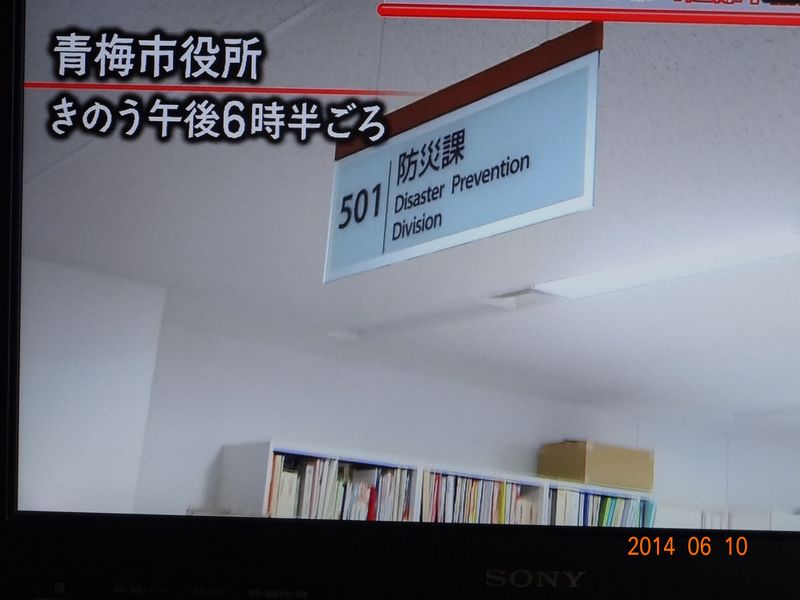 青梅市役所
きのう午後6時半ごろ
501
防災課
Disaster Prevention
Division
2014 06 10
SONY